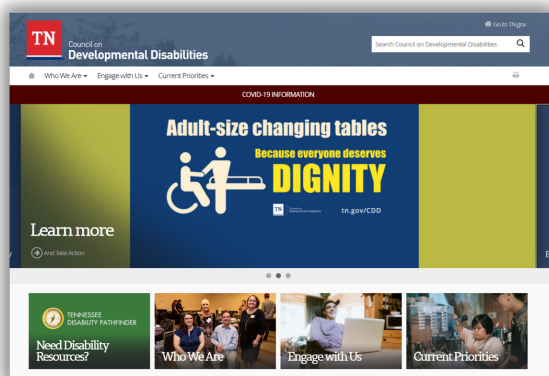 Go to TN.gov
TN
Council on
Developmental Disabilities
Search Council on Developmental Disabilities
Who We Are
Engage with Us
Current Priorities
COVID-19 INFORMATION
Adult-size changing tables
Because everyone deserves
DIGNITY
TN
tn.gov/CDD
Learn more
And Take Action
TENNESSEE
DISABILITY PATHFINDER
Need Disability
Resources?
Who We Are
Engage with Us
Current Priorities